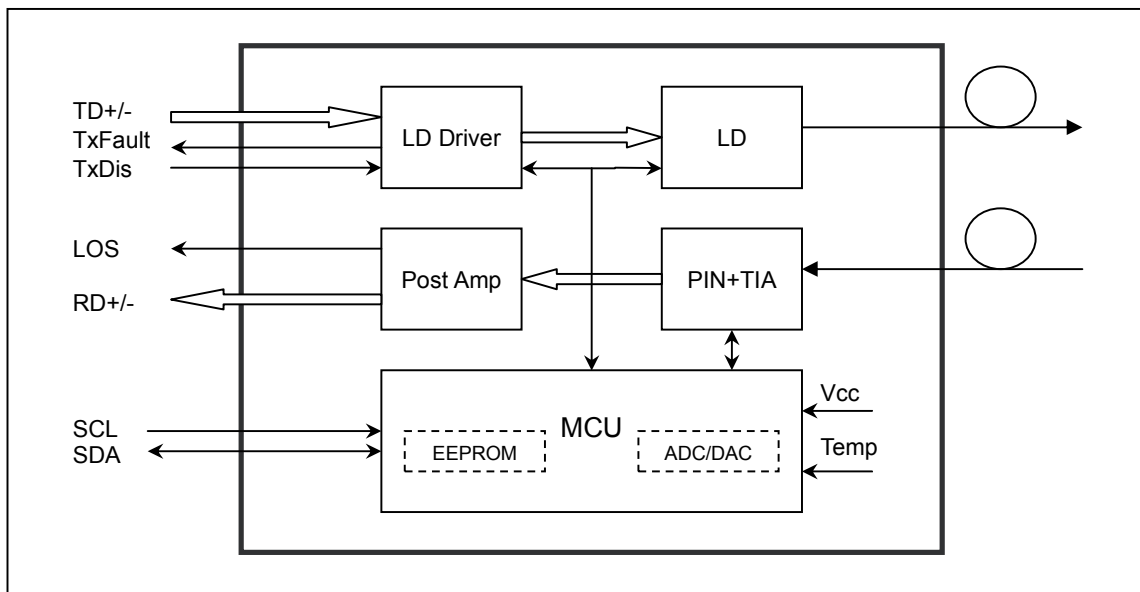 TD+/-
TxFault
TxDis
LD Driver
LD
LOS
RD+/-
Post Amp
PIN+TIA
SCL
SDA
MCU
EEPROM
ADC/DAC
Vcc
Temp